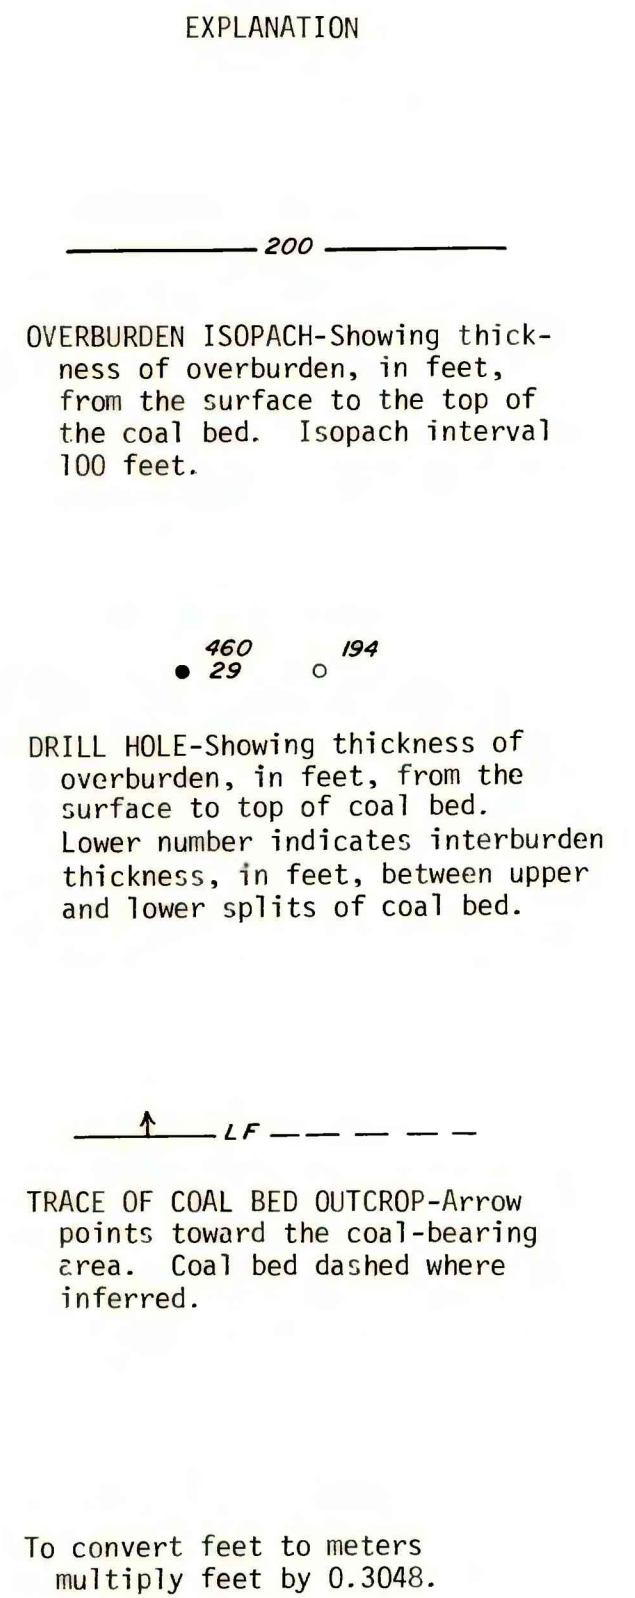 EXPLANATION
200
OVERBURDEN ISOPACH-Showing thick-
ness of overburden, in feet,
from the surface to the top of
the coal bed.  Isopach interval
100 feet.
460 194
29
DRILL HOLE-Showing thickness of
overburden, in feet, from the
surface to top of coal bed.
Lower number indicates interburden
thickness, in feet, between upper
and lower splits of coal bed.
LF
TRACE OF COAL BED OUTCROP-Arrow
points toward the coal-bearing
area.  Coal bed dashed where
inferred.
To convert feet to meters
multiply feet by 0.3048.